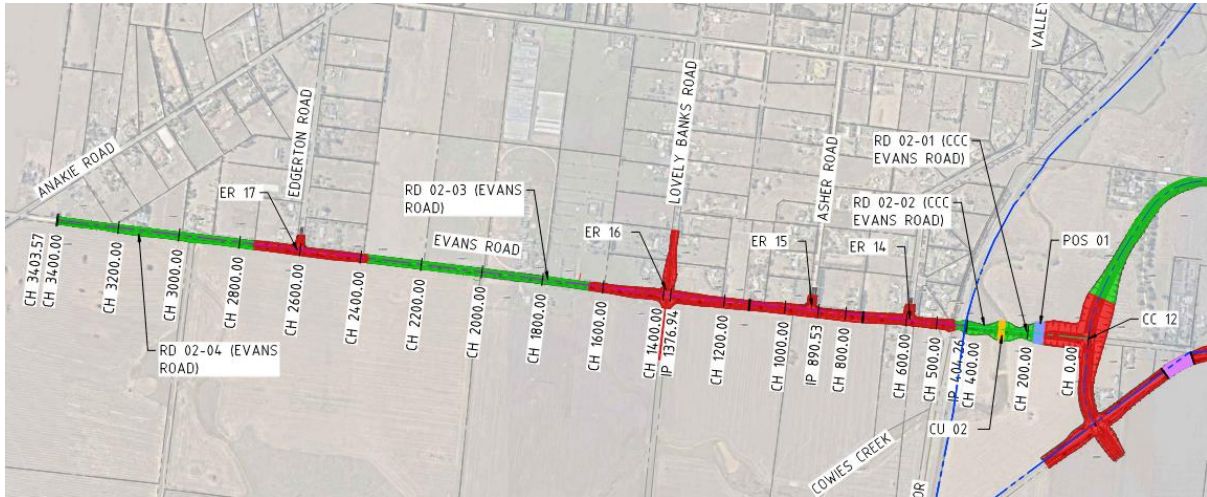 VALLEY
ANAKIE ROAD
EDGERTON ROAD
LOVELY BANKS ROAD
ASHER ROAD
RD 02-01 (CCC
EVANS ROAD)
RD 02-02 (CCC
EVANS ROAD)
ER 17
RD 02-03 (EVANS
ROAD)
EVANS ROAD
ER 16
ER 15
ER 14
POS 01
CC 12
CH 3403.57
CH 3400.00
CH 3200.00
CH 3000.00
CH 2800.00
CH 2600.00
CH 2400.00
CH 2200.00
CH 2000.00
CH 1800.00
CH 1600.00
CH 1400.00
IP 1376.94
CH 1200.00
CH 1000.00
IP 890.53
CH 800.00
CH 600.00
CH 500.00
IP 404.26
CH 400.00
CH 200.00
CH 0.00
RD 02-04 (EVANS
ROAD)
CU 02
COWIES CREEK
OR